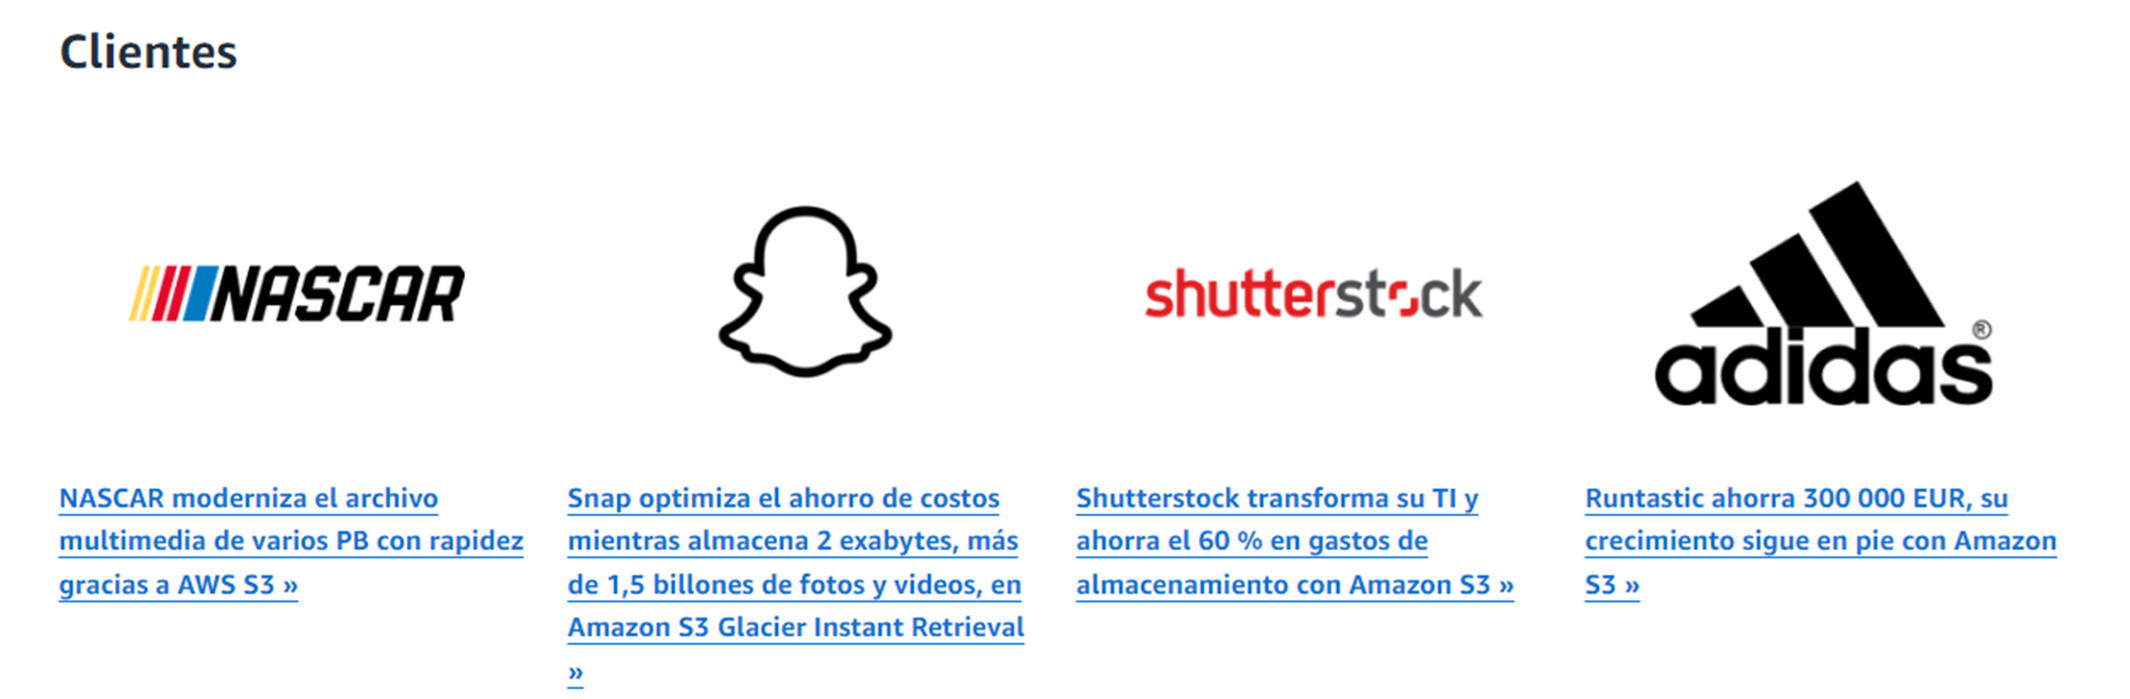 Clientes
NASCAR
shutterstock
adidas
®
NASCAR moderniza el archivo
multimedia de varios PB con rapidez
gracias a AWS S3 »
Snap optimiza el ahorro de costos
mientras almacena 2 exabytes, más
de 1,5 billones de fotos y videos, en
Amazon S3 Glacier Instant Retrieval
»
Shutterstock transforma su TI y
ahorra el 60 % en gastos de
almacenamiento con Amazon S3 »
Runtastic ahorra 300 000 EUR, su
crecimiento sigue en pie con Amazon
S3 »